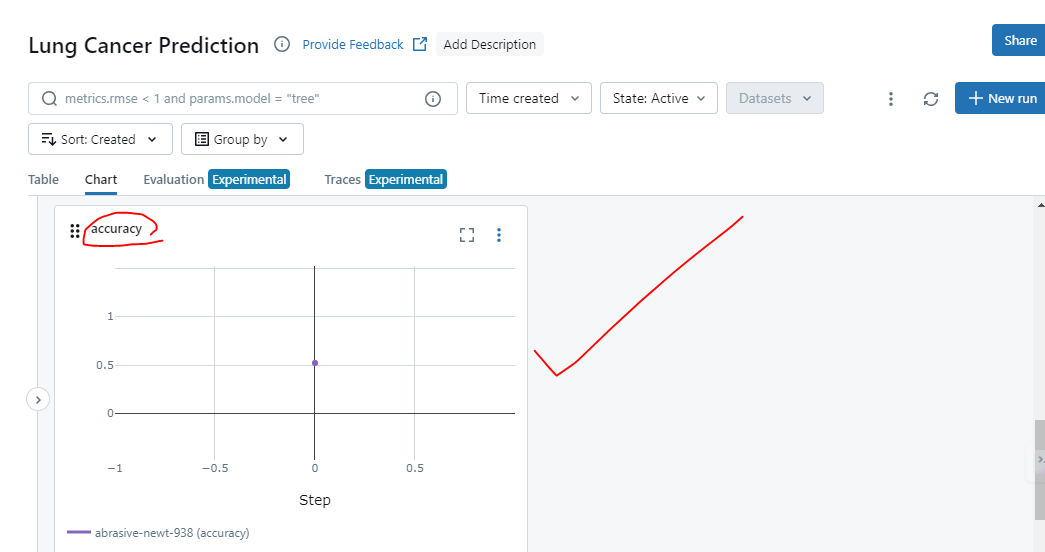 Lung Cancer Prediction Provide Feedback Add Description Share
metrics.rmse < 1 and params.model = "tree" Time created State: Active Datasets New run
Sort: Created Group by
Table Chart Evaluation Experimental Traces Experimental
accuracy
1
0.5
0
−1 −0.5 0 0.5
Step
abrasive-newt-938 (accuracy)